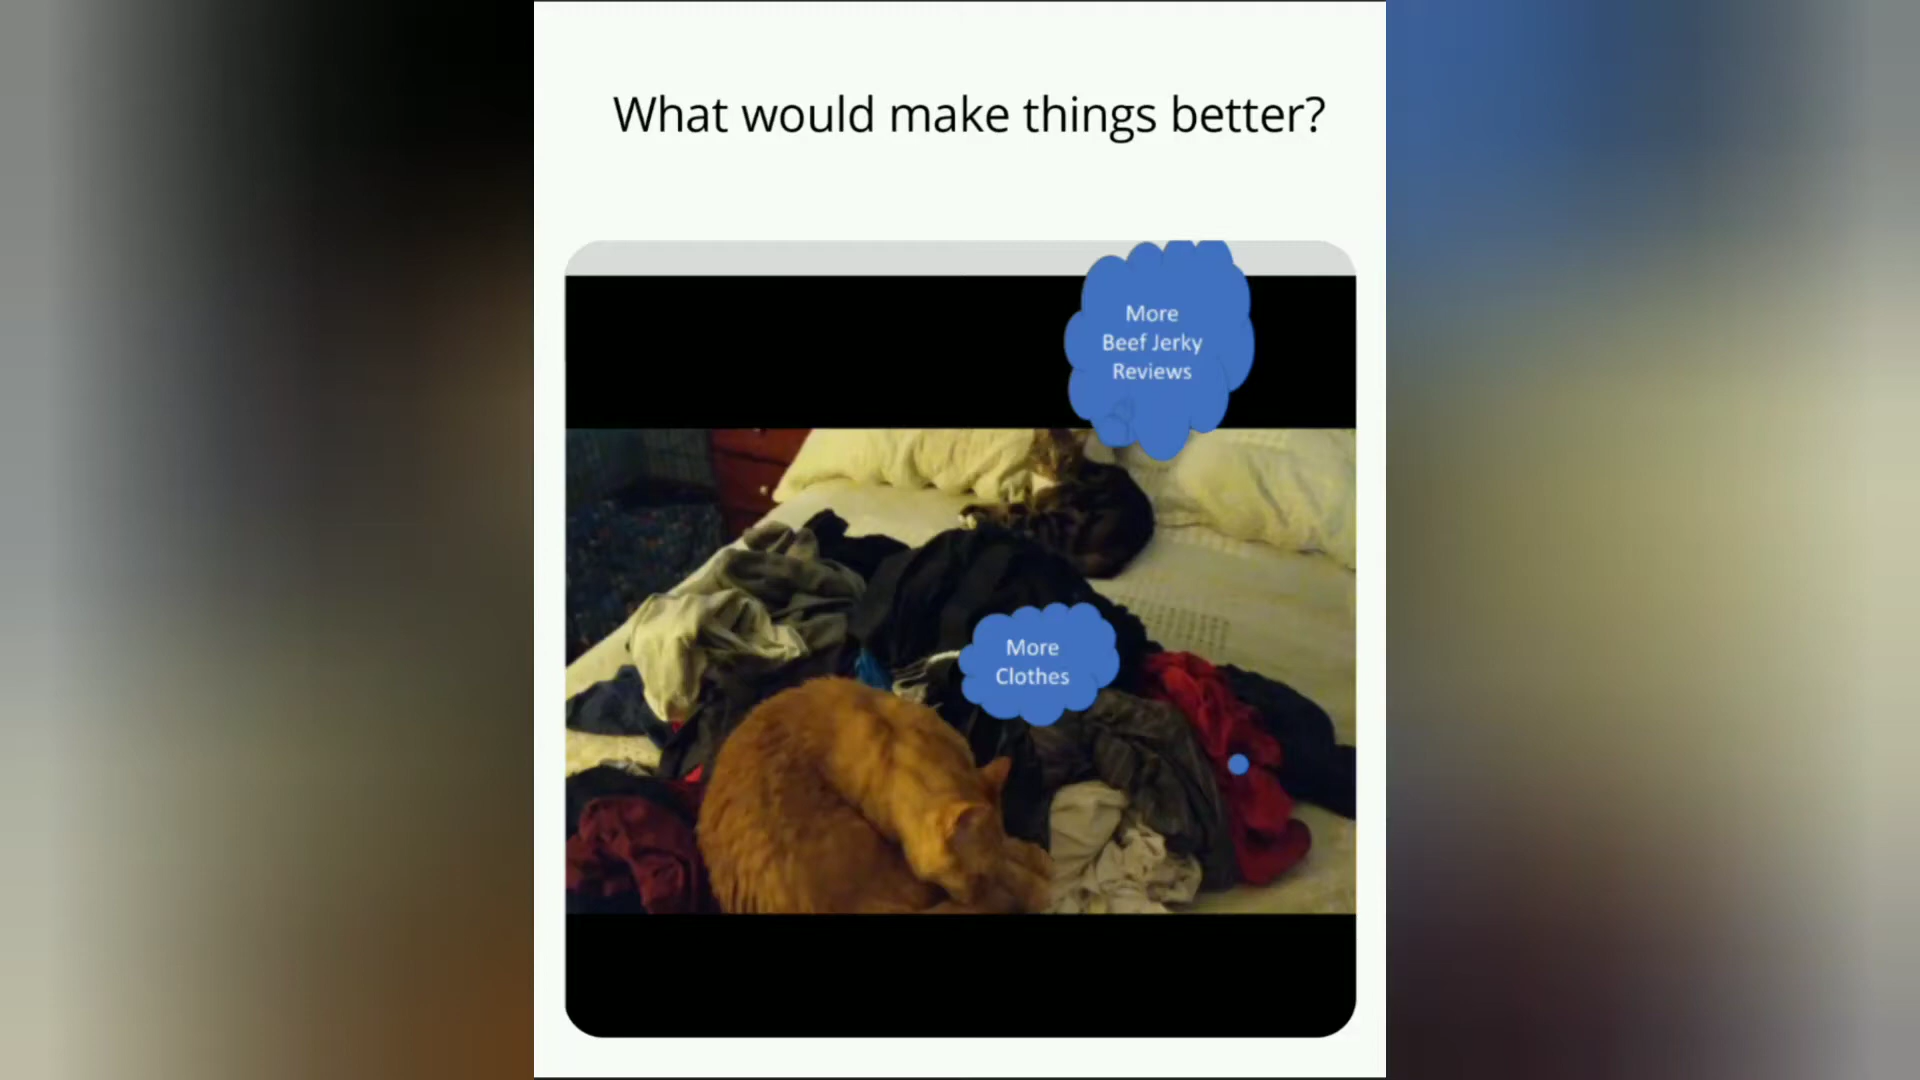 What would make things better?
More
Beef Jerky
Reviews
More
Clothes